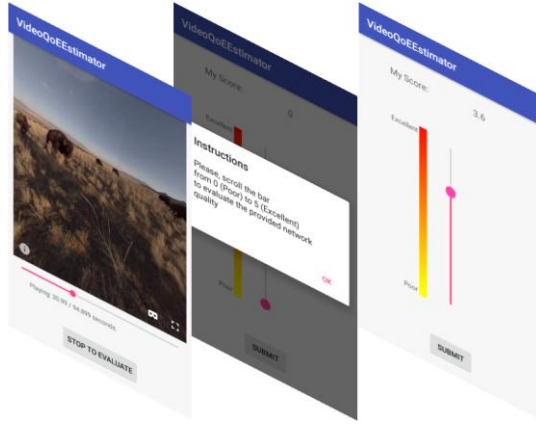 VideoQoEEstimator
Playing: 30.99 / 94.899 seconds.
STOP TO EVALUATE
VideoQoEEstimator
My Score:
0
Excellent
Instructions
Please, scroll the bar
from 0 (Poor) to 5 (Excellent)
to evaluate the provided network
quality
OK
Poor
SUBMIT
VideoQoEEstimator
My Score:
3.6
Excellent
Poor
SUBMIT